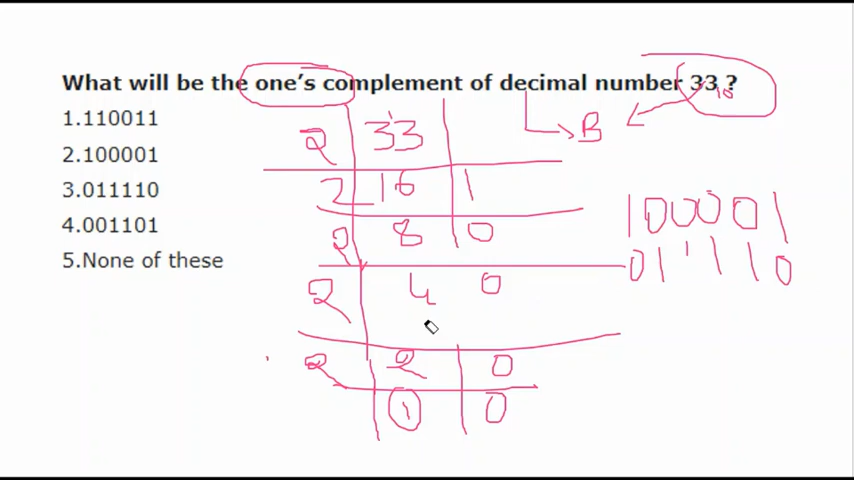 What will be the one's complement of decimal number 33 ?
10
1.110011
2.100001
3.011110
4.001101
5.None of these
2 33
B
2 16 1
2 8 0
2 4 0
2 2 0
1 0
100001
011110